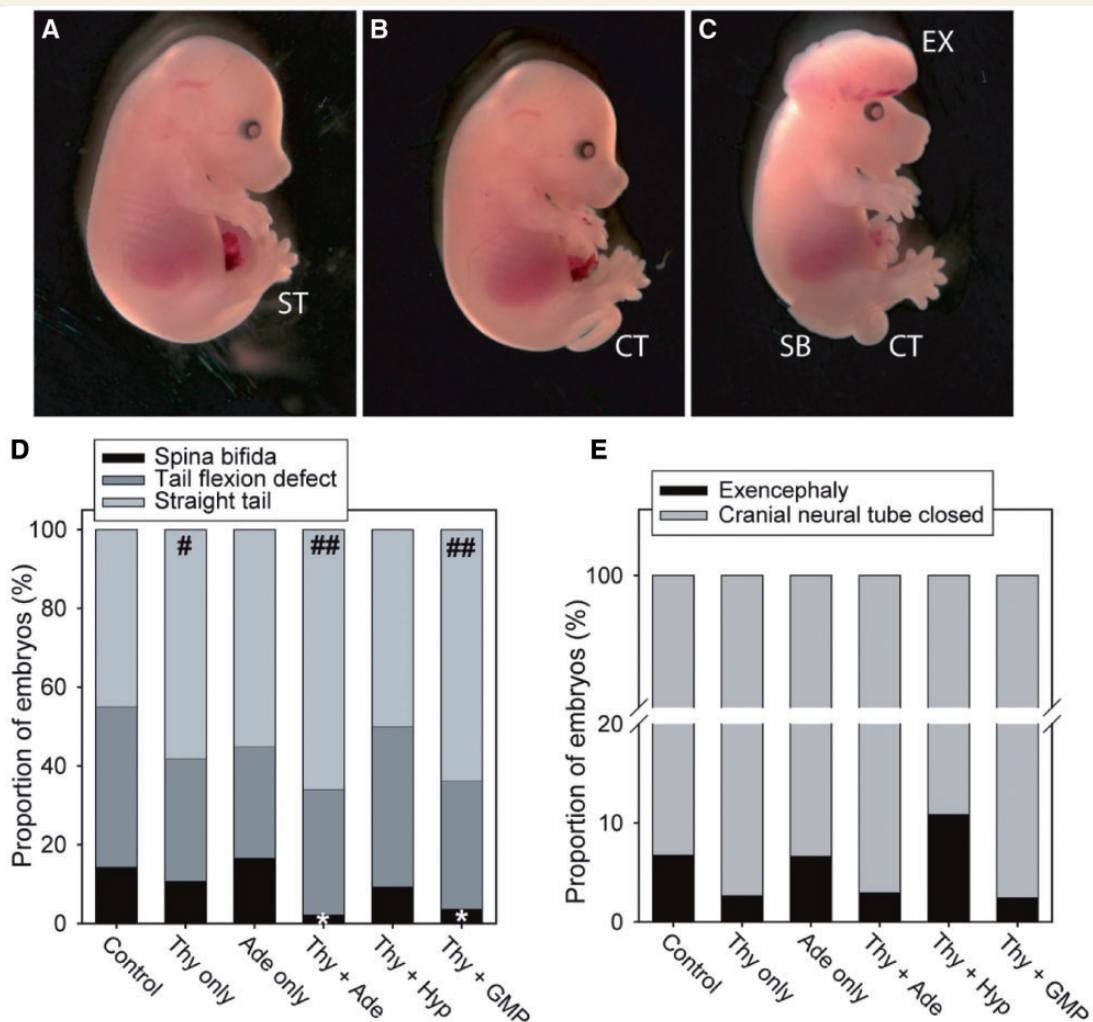 A
B
C
EX
ST
CT
SB
CT
D
Spina bifida
Tail flexion defect
Straight tail
Proportion of embryos (%)
100
80
60
40
20
0
#
##
##
*
*
Control
Thy only
Ade only
Thy + Ade
Thy + Hyp
Thy + GMP
E
Exencephaly
Cranial neural tube closed
Proportion of embryos (%)
100
20
10
0
Control
Thy only
Ade only
Thy + Ade
Thy + Hyp
Thy + GMP